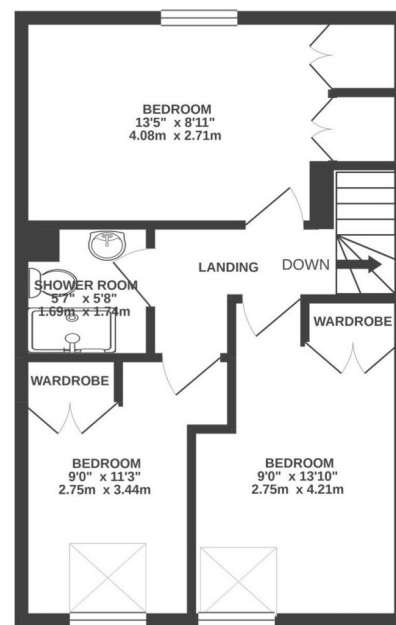 BEDROOM
13'5" x 8'11"
4.08m x 2.71m
LANDING
DOWN
SHOWER ROOM
5'7" x 5'8"
1.69m x 1.74m
WARDROBE
WARDROBE
BEDROOM
9'0" x 11'3"
2.75m x 3.44m
BEDROOM
9'0" x 13'10"
2.75m x 4.21m